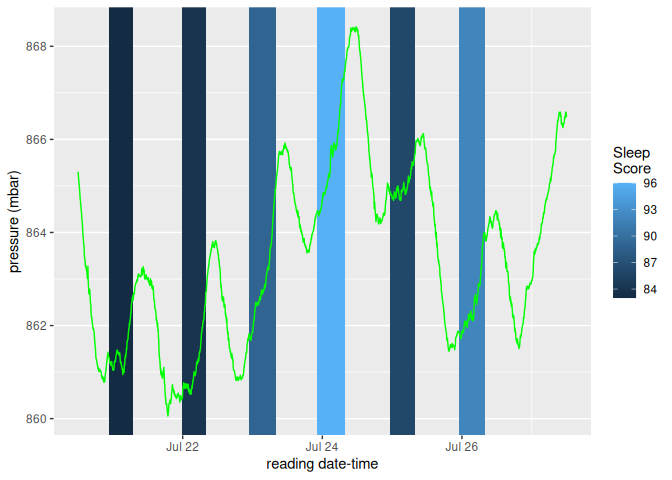 868
866
864
862
860
pressure (mbar)
Jul 22
Jul 24
Jul 26
reading date-time
Sleep
Score
96
93
90
87
84